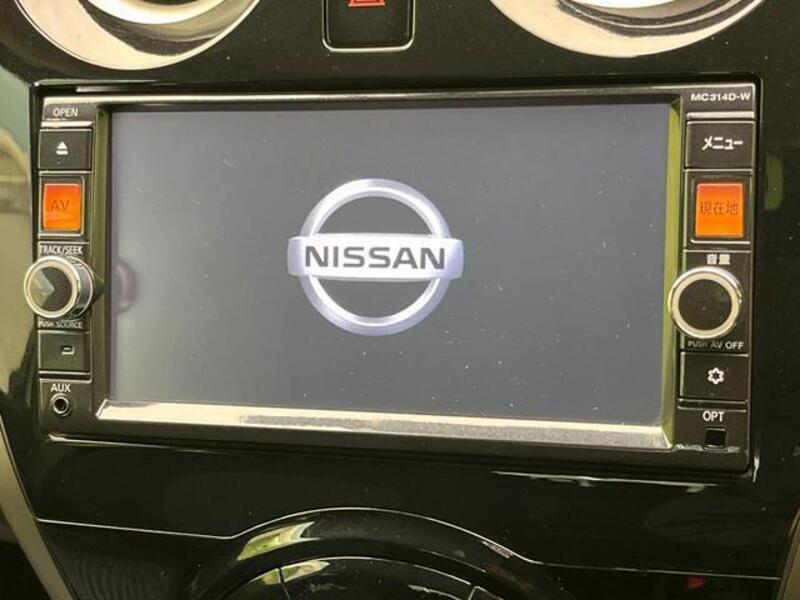 MC314D-W
OPEN
メニュー
AV
現在地
TRACK/SEEK
音量
NISSAN
PUSH SOURCE
PUSH AV OFF
AUX
OPT